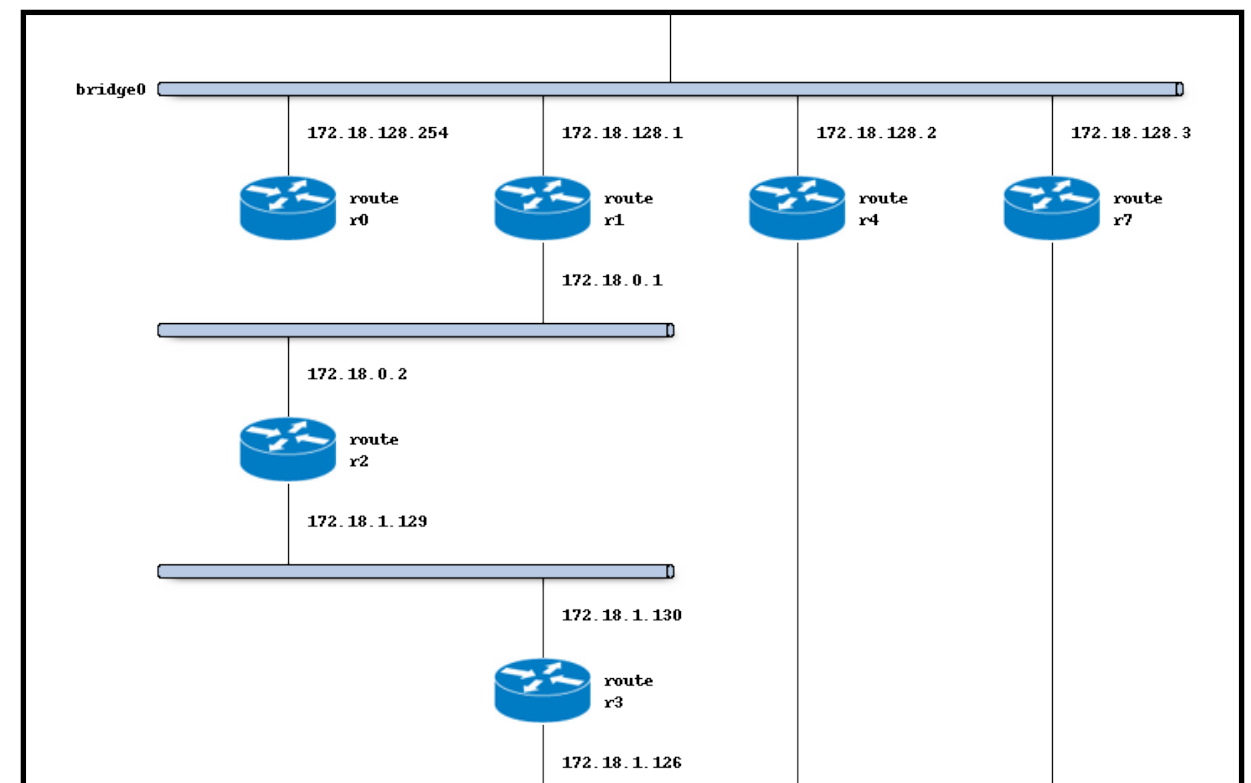 bridge0
172.18.128.254
172.18.128.1
172.18.128.2
172.18.128.3
route
r0
route
r1
route
r4
route
r7
172.18.0.1
172.18.0.2
route
r2
172.18.1.129
172.18.1.130
route
r3
172.18.1.126